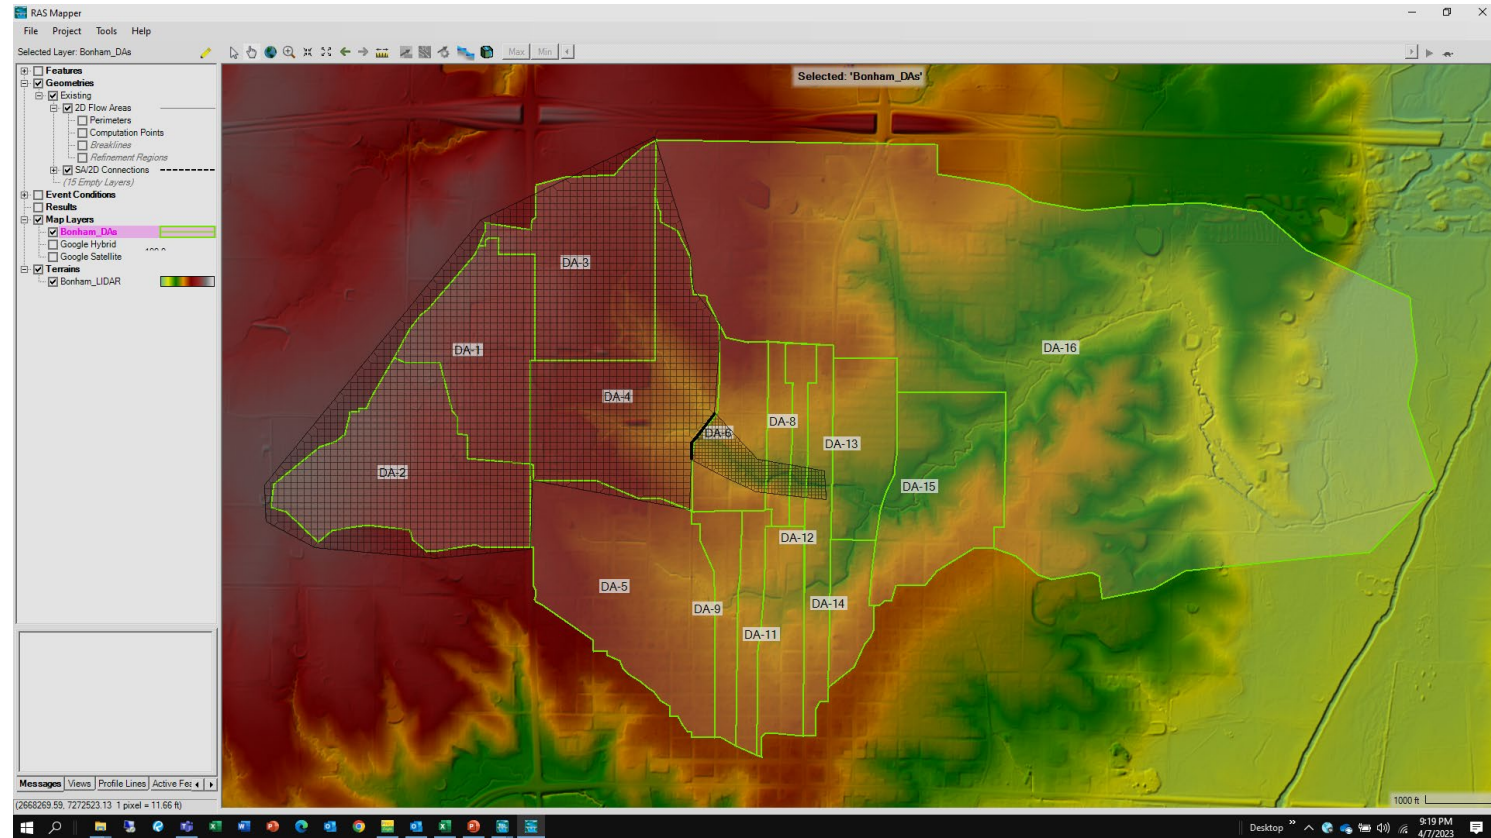 RAS Mapper
File Project Tools Help
Selected Layer: Bonham_DAs
Max Min
Features
Geometries
Existing
2D Flow Areas
Perimeters
Computation Points
Breaklines
Refinement Regions
SA/2D Connections
(15 Empty Layers)
Event Conditions
Results
Map Layers
Bonham_DAs
Google Hybrid
Google Satellite
Terrains
Bonham_LIDAR
Selected: 'Bonham_DAs'
DA-3
DA-1
DA-16
DA-4
DA-8
DA-6
DA-13
DA-2
DA-15
DA-12
DA-5
DA-14
DA-9
DA-11
Messages Views Profile Lines Active Fea
(2668269.59, 7272523.13 1 pixel = 11.66 ft)
1000 ft
Desktop
9:19 PM
4/7/2023